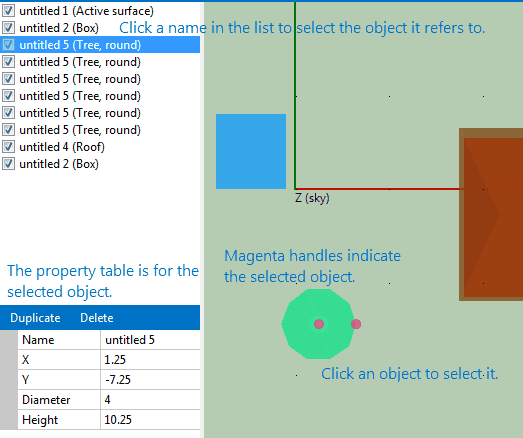 untitled 1 (Active surface)
untitled 2 (Box)
Click a name in the list to select the object it refers to.
untitled 5 (Tree, round)
untitled 5 (Tree, round)
untitled 5 (Tree, round)
untitled 5 (Tree, round)
untitled 5 (Tree, round)
untitled 5 (Tree, round)
untitled 4 (Roof)
untitled 2 (Box)
Z (sky)
Magenta handles indicate
the selected object.
The property table is for the
selected object.
Duplicate Delete
Name untitled 5
X 1.25
Y -7.25
Diameter 4
Height 10.25
Click an object to select it.